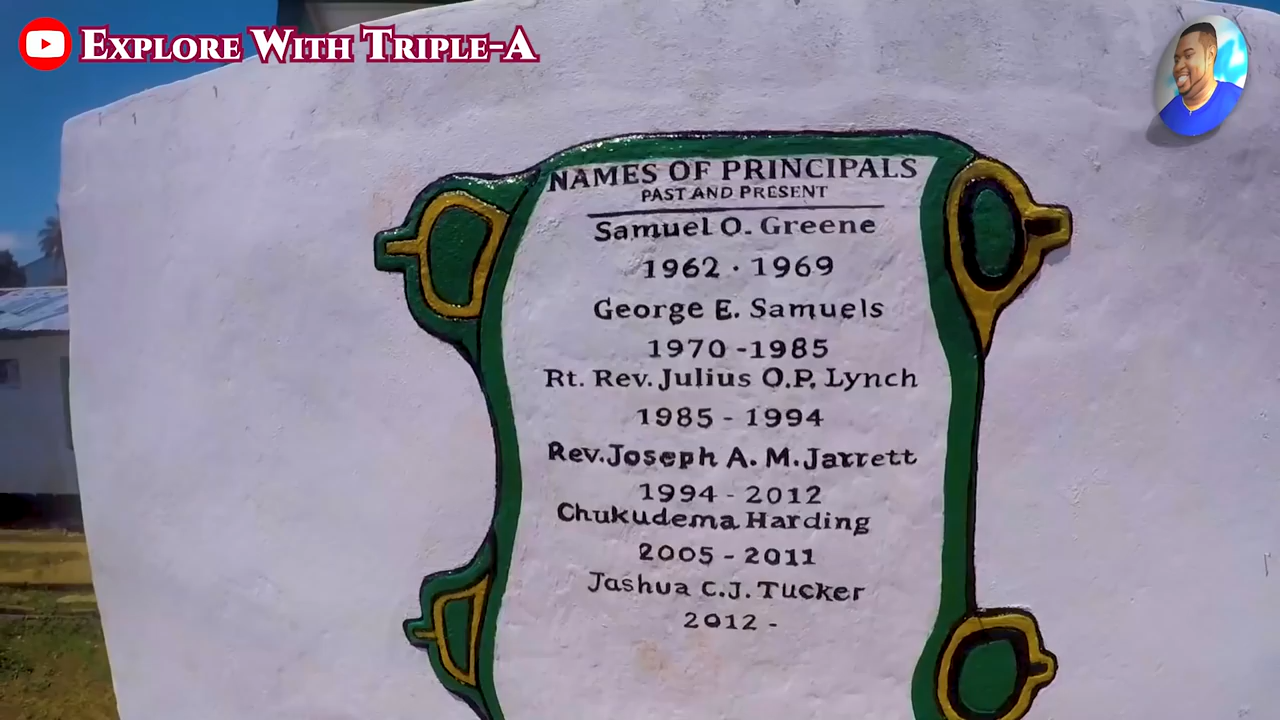 Explore With Triple-A
NAMES OF PRINCIPALS
PAST AND PRESENT
Samuel O. Greene
1962 · 1969
George E. Samuels
1970 - 1985
Rt. Rev. Julius O.P. Lynch
1985 - 1994
Rev. Joseph A. M. Jarrett
1994 - 2012
Chukudema Harding
2005 - 2011
Jashua C.J. Tucker
2012 -